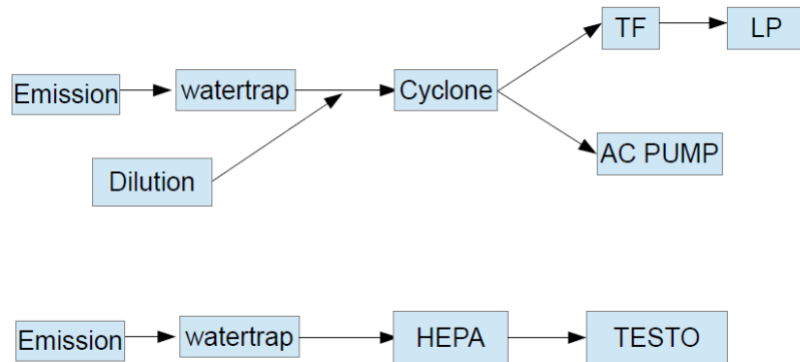 TF
LP
Emission
watertrap
Cyclone
AC PUMP
Dilution
Emission
watertrap
HEPA
TESTO